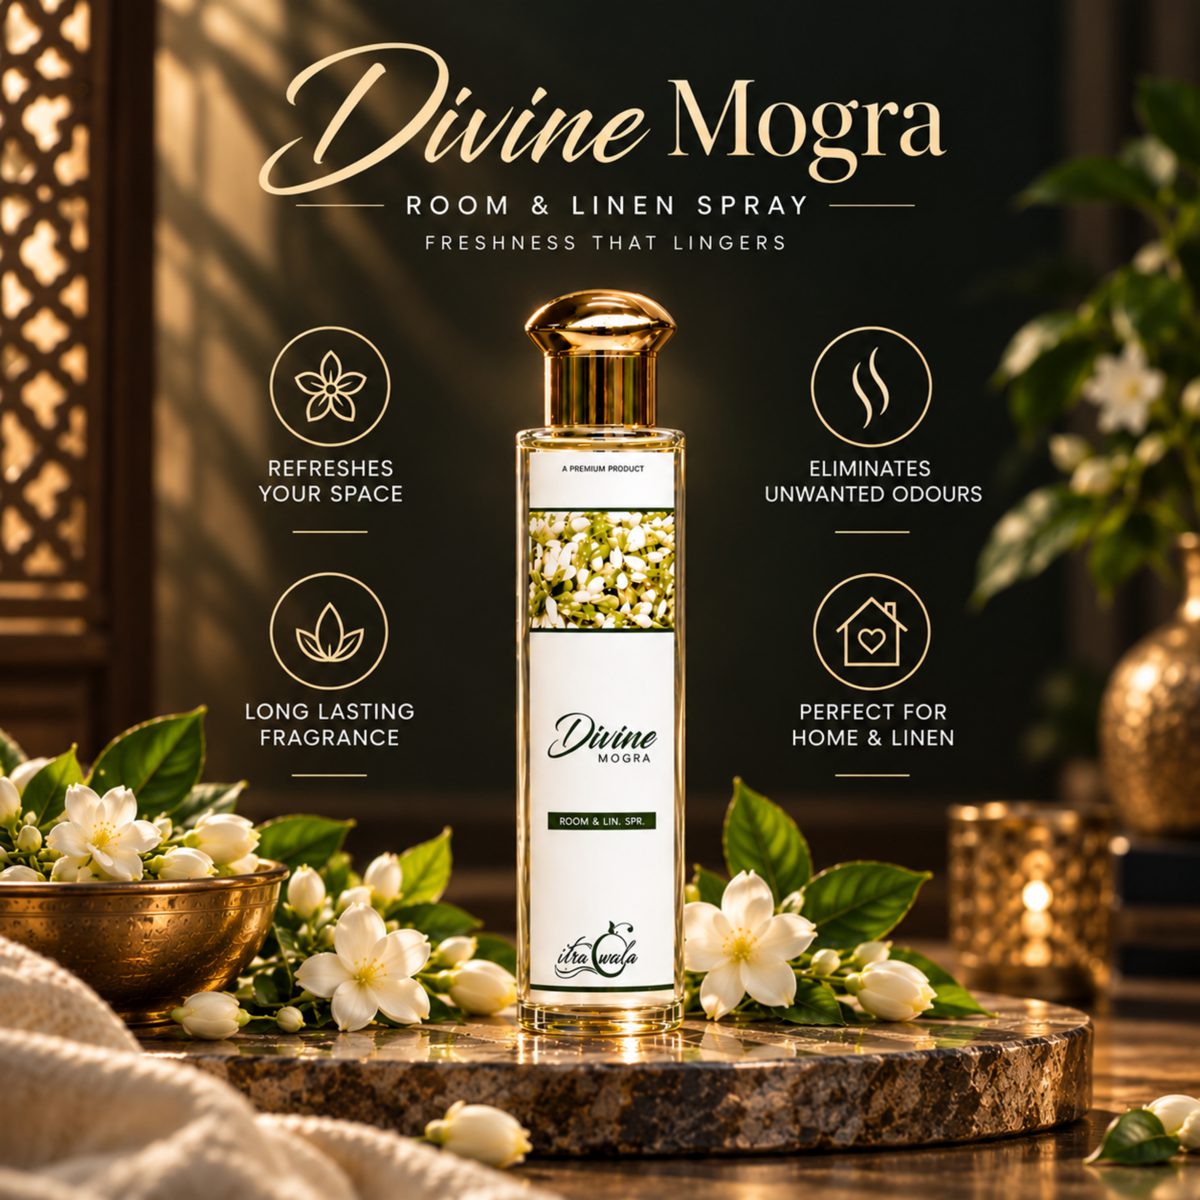 Divine Mogra
ROOM & LINEN SPRAY
FRESHNESS THAT LINGERS
REFRESHES
YOUR SPACE
ELIMINATES
UNWANTED ODOURS
LONG LASTING
FRAGRANCE
PERFECT FOR
HOME & LINEN
A PREMIUM PRODUCT
Divine
MOGRA
ROOM & LIN. SPR.
itra wala